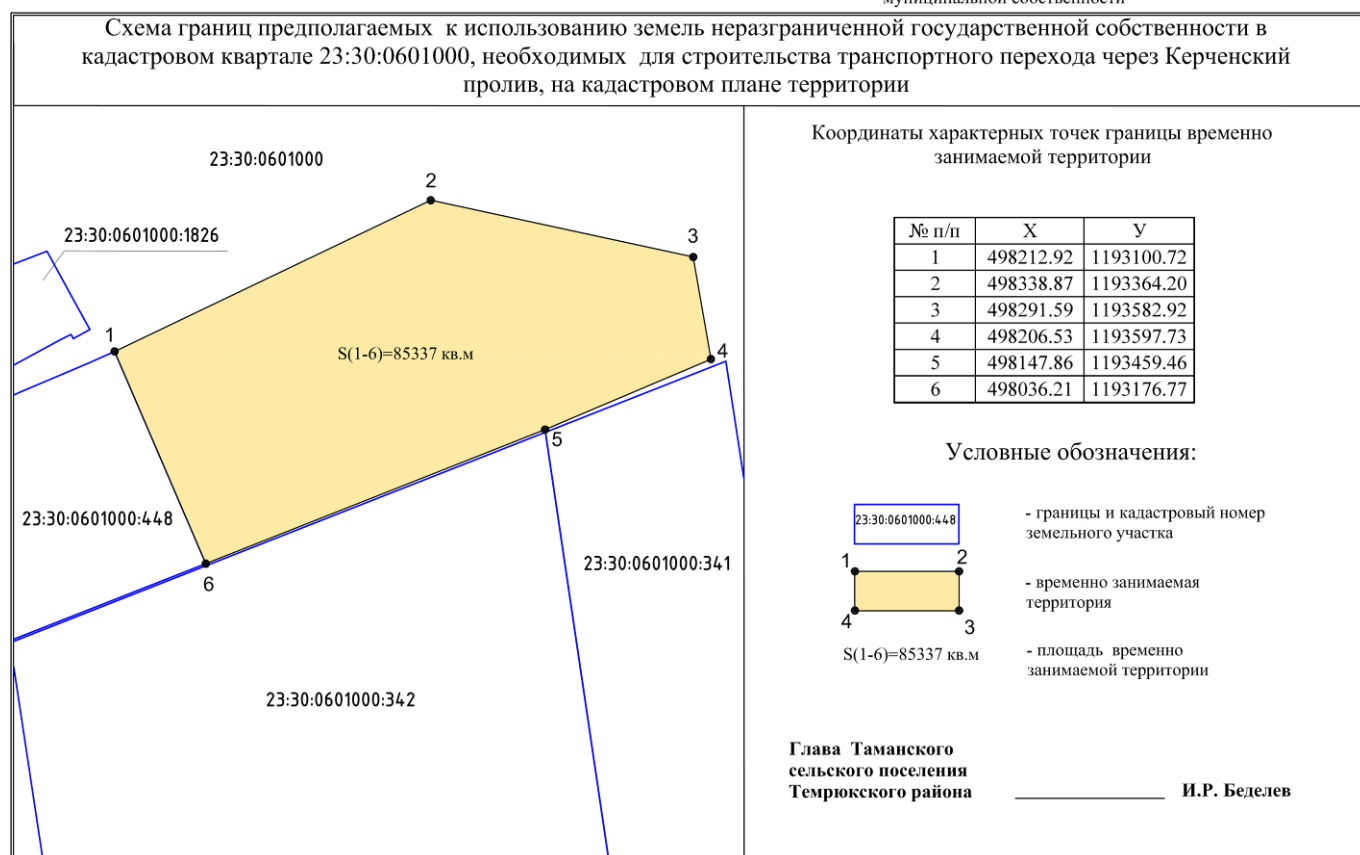 муниципальной собственности
Схема границ предполагаемых к использованию земель неразграниченной государственной собственности в
кадастровом квартале 23:30:0601000, необходимых для строительства транспортного перехода через Керченский
пролив, на кадастровом плане территории
23:30:0601000
2
23:30:0601000:1826
3
1
S(1-6)=85337 кв.м
4
5
23:30:0601000:448
23:30:0601000:341
6
23:30:0601000:342
Координаты характерных точек границы временно
занимаемой территории
№ п/п X У
1 498212.92 1193100.72
2 498338.87 1193364.20
3 498291.59 1193582.92
4 498206.53 1193597.73
5 498147.86 1193459.46
6 498036.21 1193176.77
Условные обозначения:
23:30:0601000:448
- границы и кадастровый номер
земельного участка
1 2
- временно занимаемая
территория
4 3
S(1-6)=85337 кв.м
- площадь временно
занимаемой территории
Глава Таманского
сельского поселения
Темрюкского района И.Р. Беделев